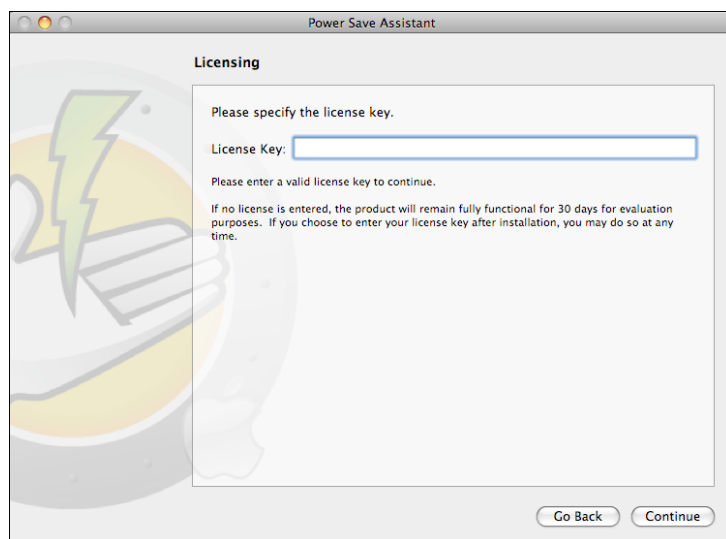 Power Save Assistant
Licensing
Please specify the license key.
License Key:
Please enter a valid license key to continue.
If no license is entered, the product will remain fully functional for 30 days for evaluation
purposes. If you choose to enter your license key after installation, you may do so at any
time.
Go Back
Continue